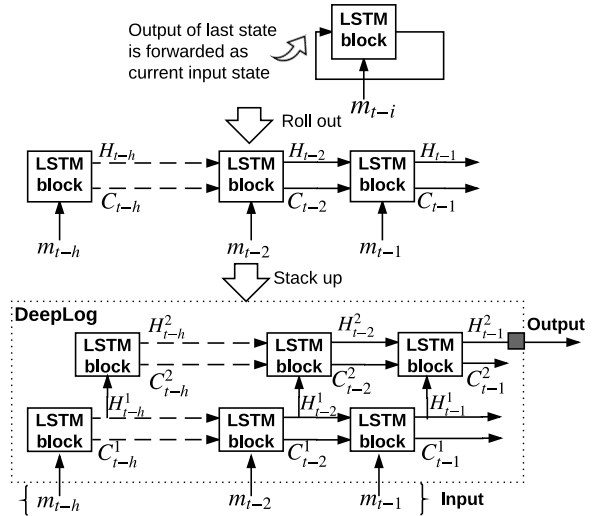 LSTM
block
Output of last state
is forwarded as
current input state
m_{t-i}
Roll out
LSTM
block
H_{t-h}
C_{t-h}
LSTM
block
H_{t-2}
C_{t-2}
LSTM
block
H_{t-1}
C_{t-1}
m_{t-h}
m_{t-2}
m_{t-1}
Stack up
DeepLog
LSTM
block
H^2_{t-h}
C^2_{t-h}
LSTM
block
H^2_{t-2}
C^2_{t-2}
LSTM
block
H^2_{t-1}
C^2_{t-1}
Output
LSTM
block
H^1_{t-h}
C^1_{t-h}
LSTM
block
H^1_{t-2}
C^1_{t-2}
LSTM
block
H^1_{t-1}
C^1_{t-1}
{ m_{t-h}
m_{t-2}
m_{t-1} } Input